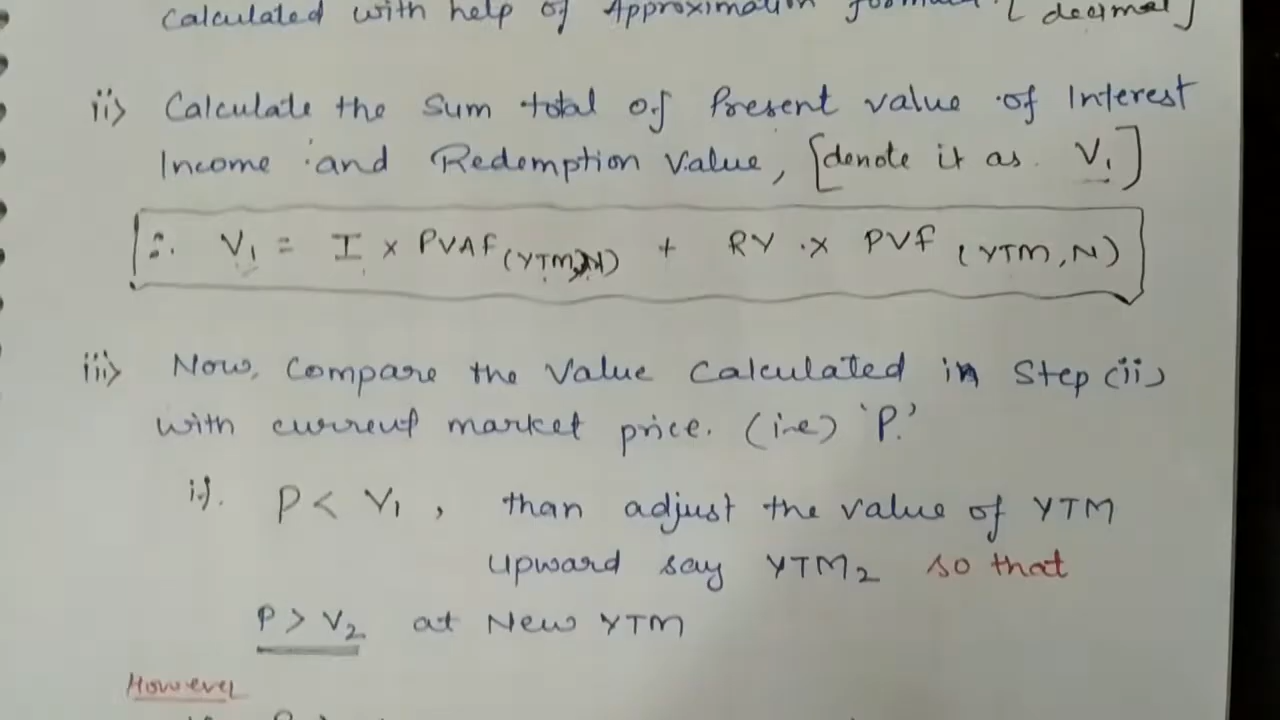 Calculated with help of Approximation [decimal]
ii) Calculate the Sum total of Present value of Interest
Income and Redemption Value, [denote it as V₁]
∴ V₁ = I × PVAF (YTM,N) + RV × PVF (YTM, N)
iii) Now, Compare the Value Calculated in Step (ii)
with current market price. (i-e) 'P.'
if. P < V₁, than adjust the value of YTM
upward say YTM₂ so that
P > V₂ at New YTM
However